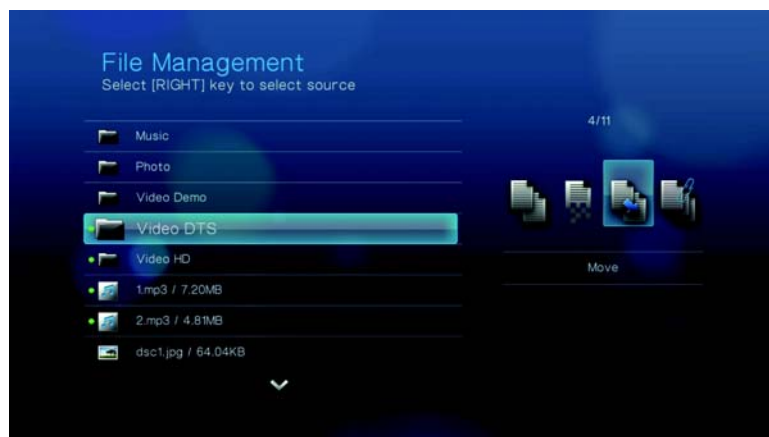 File Management
Select [RIGHT] key to select source
4/11
Music
Photo
Video Demo
Video DTS
Video HD
Move
1.mp3 / 7.20MB
2.mp3 / 4.81MB
dsc1.jpg / 64.04KB